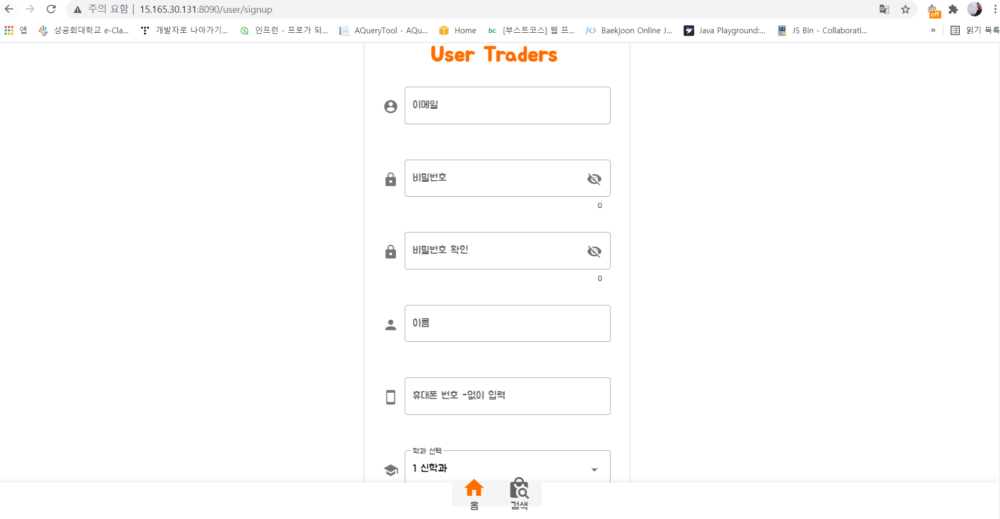 주의 요함 | 15.165.30.131:8090/user/signup
off
앱 성공회대학교 e-Cla... 개발자로 나아가기... 인프런 - 프로가 되... AQueryTool - AQu... Home bc [부스트코스] 웹 프... </> Baekjoon Online J... Java Playground:... JS Bin - Collaborati... » 읽기 목록
User Traders
이메일
비밀번호
0
비밀번호 확인
0
이름
휴대폰 번호 -없이 입력
학과 선택
1 신학과
홈 검색